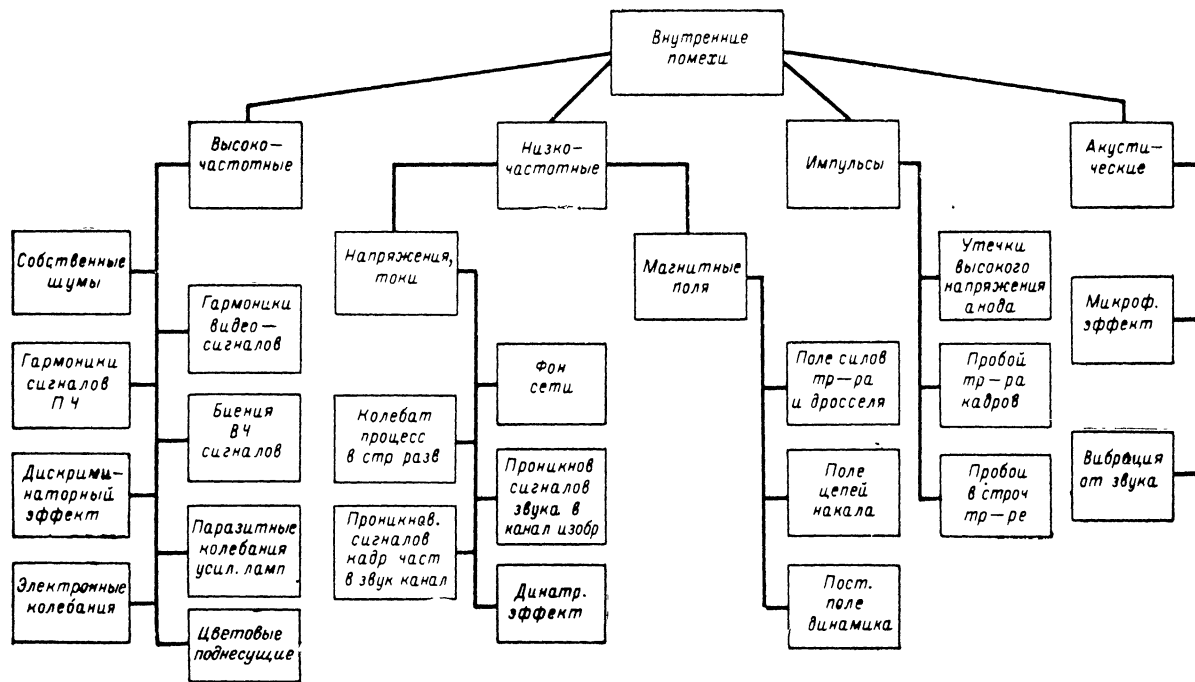 Внутренние
помехи
Высоко—
частотные
Низко—
частотные
Импульсы
Акусти—
ческие
Собственные
шумы
Гармоники
сигналов
ПЧ
Дискрими—
наторный
эффект
Электронные
колебания
Гармоники
видео—
сигналов
Биения
ВЧ
сигналов
Паразитные
колебания
усил. ламп
Цветовые
поднесущие
Напряжения,
токи
Колебат
процесс
в стр разв
Проникнов.
сигналов
кадр част
в звук канал
Фон
сети
Проникнов
сигналов
звука в
канал изобр
Динатр.
эффект
Магнитные
поля
Поле силов
тр—ра
и дросселя
Поле
цепей
накала
Пост.
поле
динамика
Утечки
высокого
напряжения
анода
Пробой
тр—ра
кадров
Пробои
в строч
тр—ре
Микроф.
эффект
Вибрация
от звука